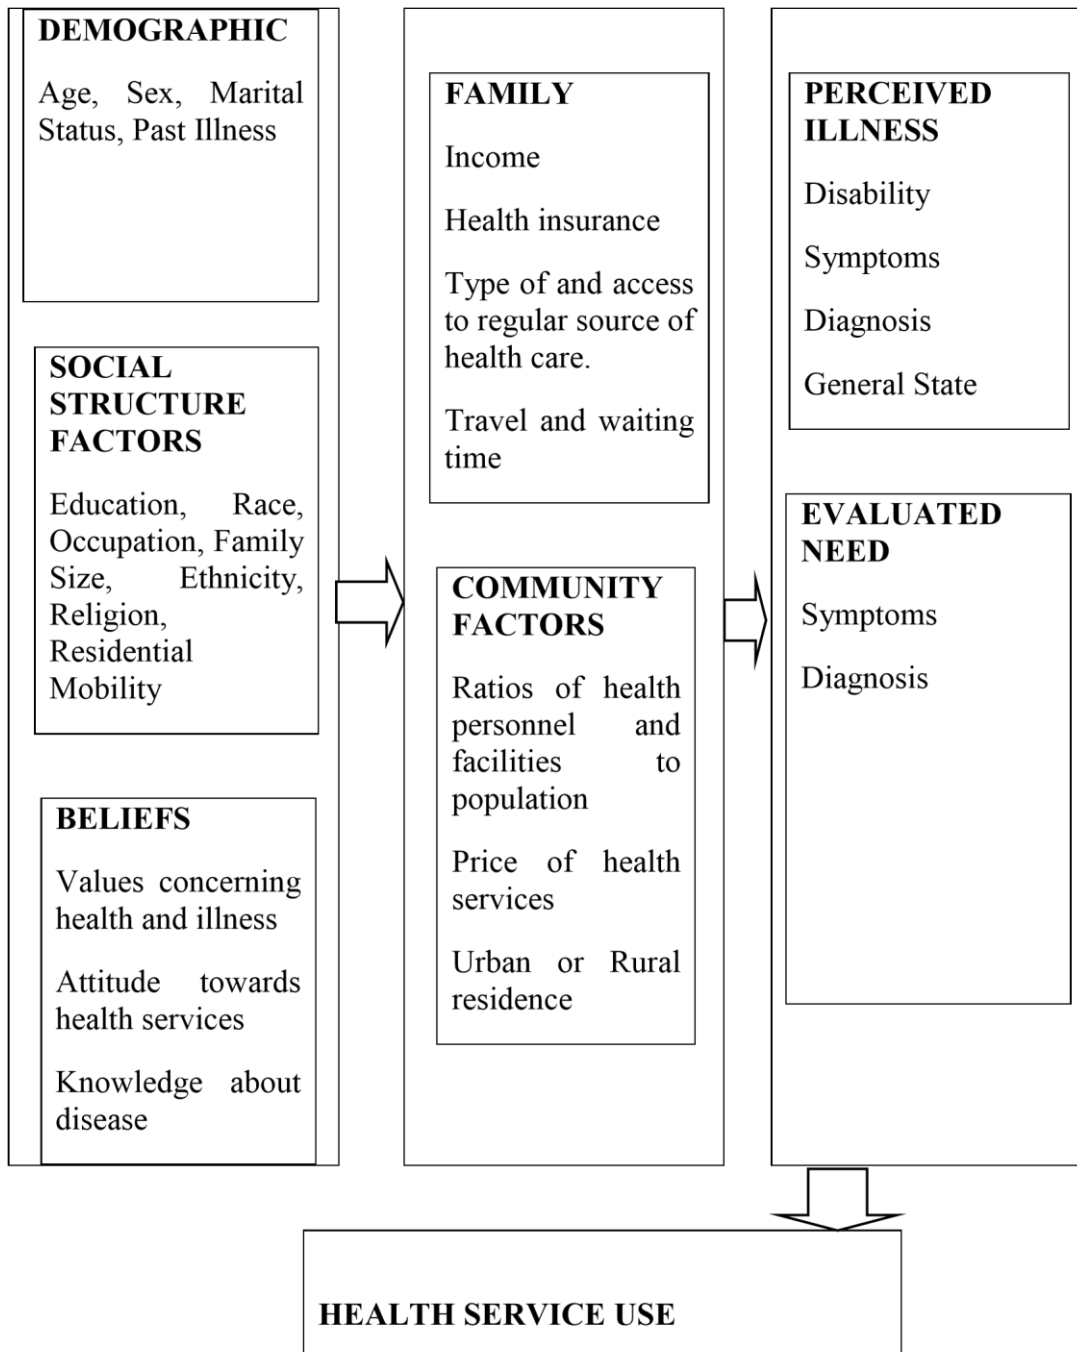 DEMOGRAPHIC
Age, Sex, Marital
Status, Past Illness
SOCIAL
STRUCTURE
FACTORS
Education, Race,
Occupation, Family
Size, Ethnicity,
Religion,
Residential
Mobility
BELIEFS
Values concerning
health and illness
Attitude towards
health services
Knowledge about
disease
FAMILY
Income
Health insurance
Type of and access
to regular source of
health care.
Travel and waiting
time
COMMUNITY
FACTORS
Ratios of health
personnel and
facilities to
population
Price of health
services
Urban or Rural
residence
PERCEIVED
ILLNESS
Disability
Symptoms
Diagnosis
General State
EVALUATED
NEED
Symptoms
Diagnosis
HEALTH SERVICE USE